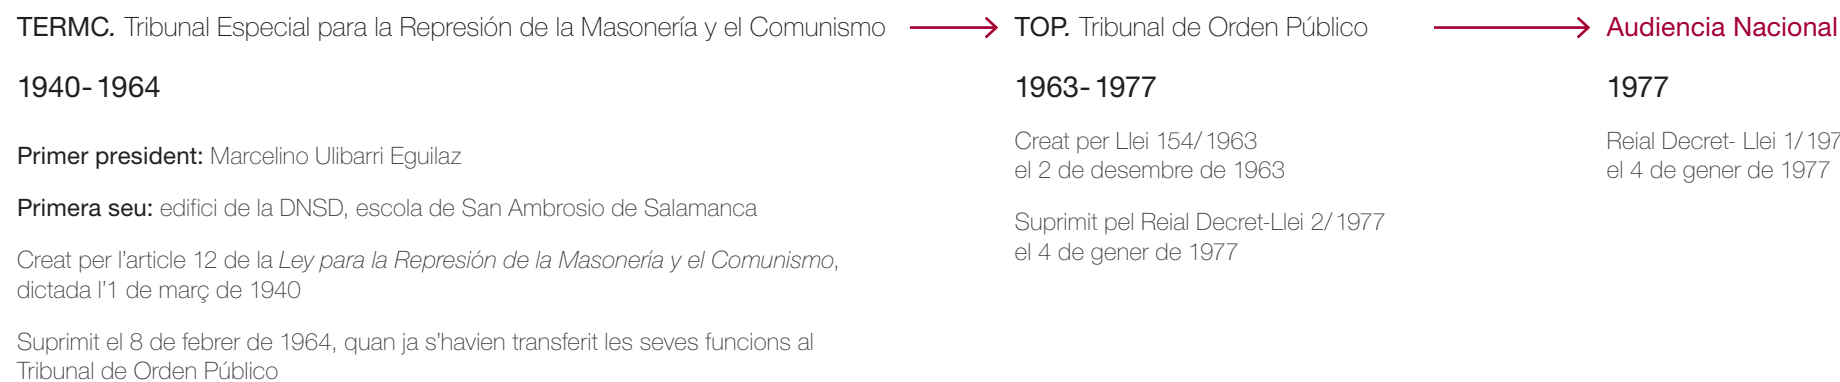 TERMC. Tribunal Especial para la Represión de la Masonería y el Comunismo
1940-1964
Primer president: Marcelino Ulibarri Eguilaz
Primera seu: edifici de la DNSD, escola de San Ambrosio de Salamanca
Creat per l’article 12 de la Ley para la Represión de la Masonería y el Comunismo,
dictada l’1 de març de 1940
Suprimit el 8 de febrer de 1964, quan ja s’havien transferit les seves funcions al
Tribunal de Orden Público
TOP. Tribunal de Orden Público
1963-1977
Creat per Llei 154/1963
el 2 de desembre de 1963
Suprimit pel Reial Decret-Llei 2/1977
el 4 de gener de 1977
Audiencia Nacional
1977
Reial Decret- Llei 1/197
el 4 de gener de 1977